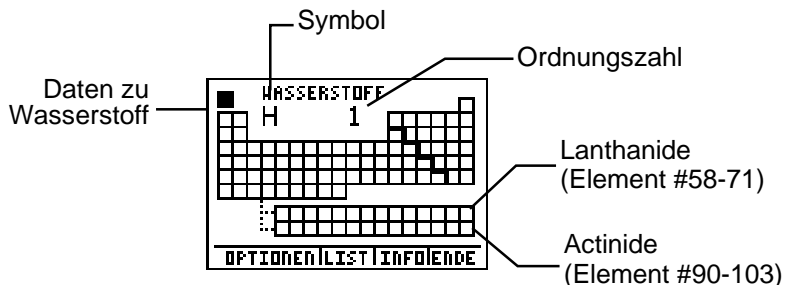 Symbol
Ordnungszahl
Daten zu
Wasserstoff
WASSERSTOFF
H 1
Lanthanide
(Element #58-71)
Actinide
(Element #90-103)
OPTIONEN LIST INFO ENDE